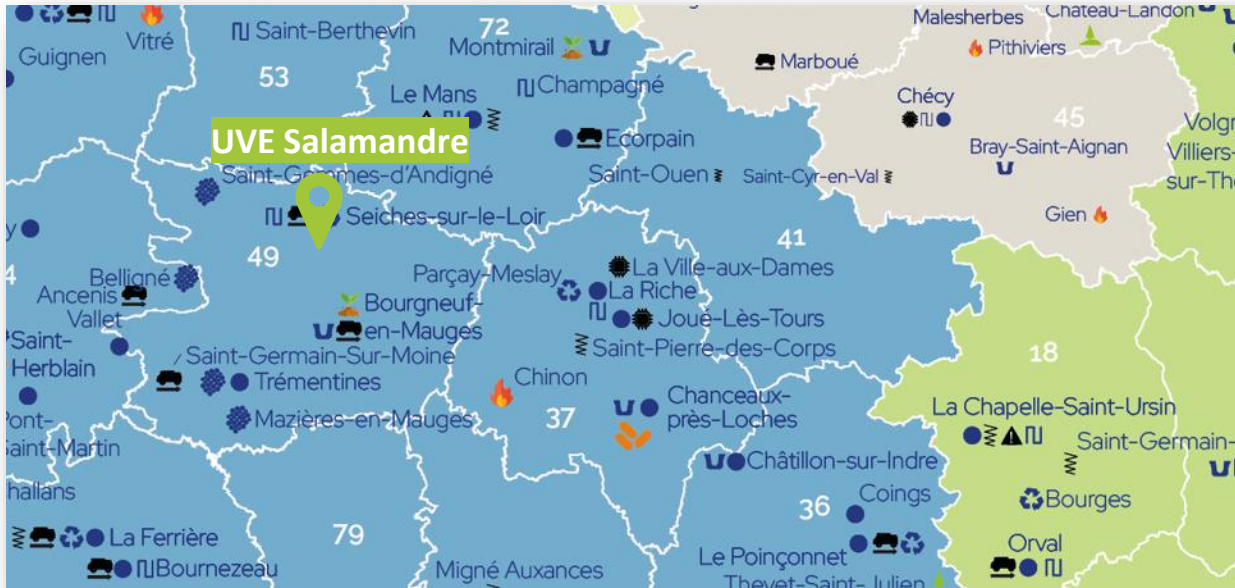 Guignen
Vitré
Saint-Berthevin
53
72
Montmirail
Champagné
Le Mans
Ecorpain
Saint-Ouen
Marboué
Malesherbes
Château-Landon
Pithiviers
Chécy
45
Bray-Saint-Aignan
Saint-Cyr-en-Val
Gien
sur-The
UVE Salamandre
Saint-Gemmes-d'Andigné
Seiches-sur-le-Loir
49
41
Belligné
Ancenis
Vallet
Saint-
Herblain
Bourgneuf-
en-Mauges
Saint-Germain-Sur-Moine
Trémentines
Mazières-en-Mauges
Saint-Martin
Parçay-Meslay
La Ville-aux-Dames
La Riche
Joué-Lès-Tours
Saint-Pierre-des-Corps
Chinon
37
Chanceaux-
près-Loches
Châtillon-sur-Indre
18
La Chapelle-Saint-Ursin
Saint-Germain-
Bourges
Orval
36
Coings
Le Poinçonnet
Thevet-Saint-Julien
79
Migné Auxances
La Ferrière
Bournezeau